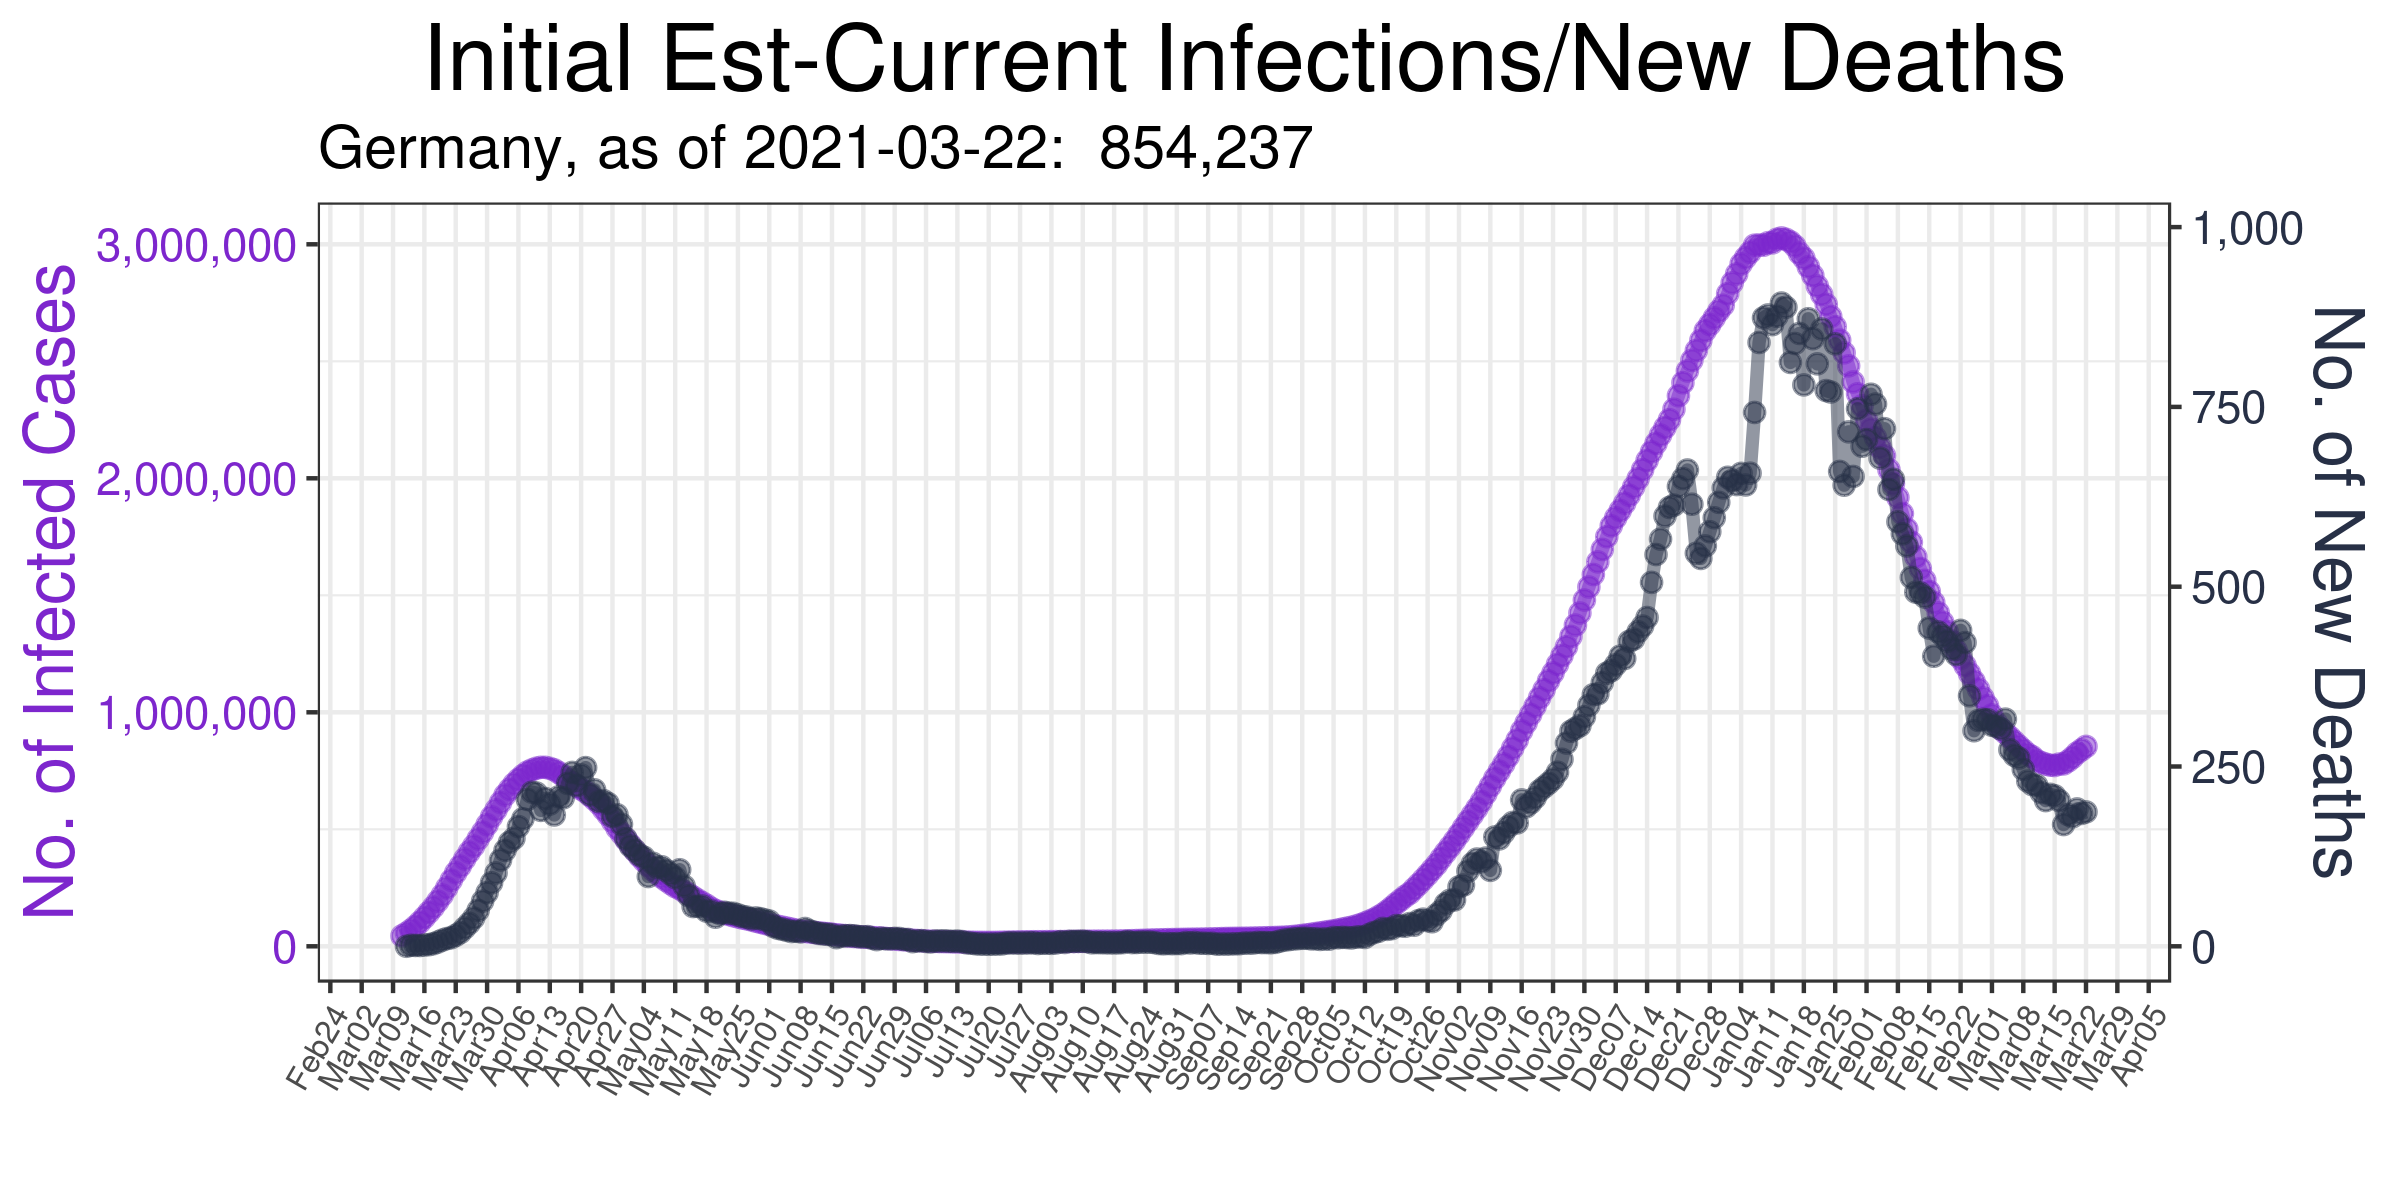 Initial Est-Current Infections/New Deaths
Germany, as of 2021-03-22:  854,237
No. of Infected Cases
3,000,000
2,000,000
1,000,000
0
1,000
750
500
250
0
No. of New Deaths
Feb24
Mar02
Mar09
Mar16
Mar23
Mar30
Apr06
Apr13
Apr20
Apr27
May04
May11
May18
May25
Jun01
Jun08
Jun15
Jun22
Jun29
Jul06
Jul13
Jul20
Jul27
Aug03
Aug10
Aug17
Aug24
Aug31
Sep07
Sep14
Sep21
Sep28
Oct05
Oct12
Oct19
Oct26
Nov02
Nov09
Nov16
Nov23
Nov30
Dec07
Dec14
Dec21
Dec28
Jan04
Jan11
Jan18
Jan25
Feb01
Feb08
Feb15
Feb22
Mar01
Mar08
Mar15
Mar22
Mar29
Apr05